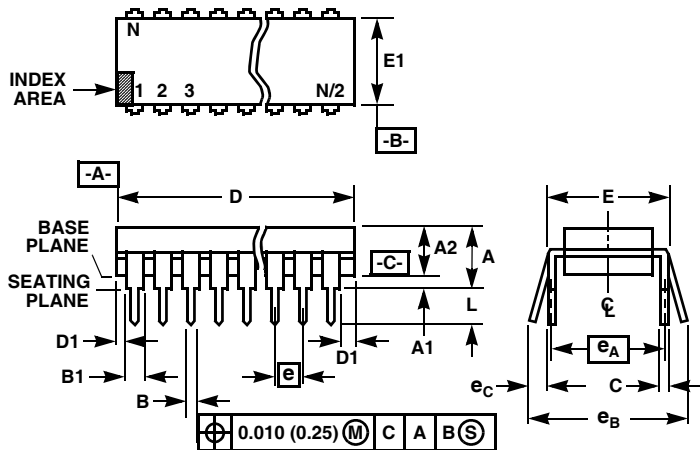 N
E1
INDEX
AREA
1 2 3 N/2
-B-
-A-
D
E
BASE
PLANE
A2
A
-C-
SEATING
PLANE
L
C
L
D1
B1
A1
D1
e
eA
B
eC
C
eB
0.010 (0.25) M C A B S